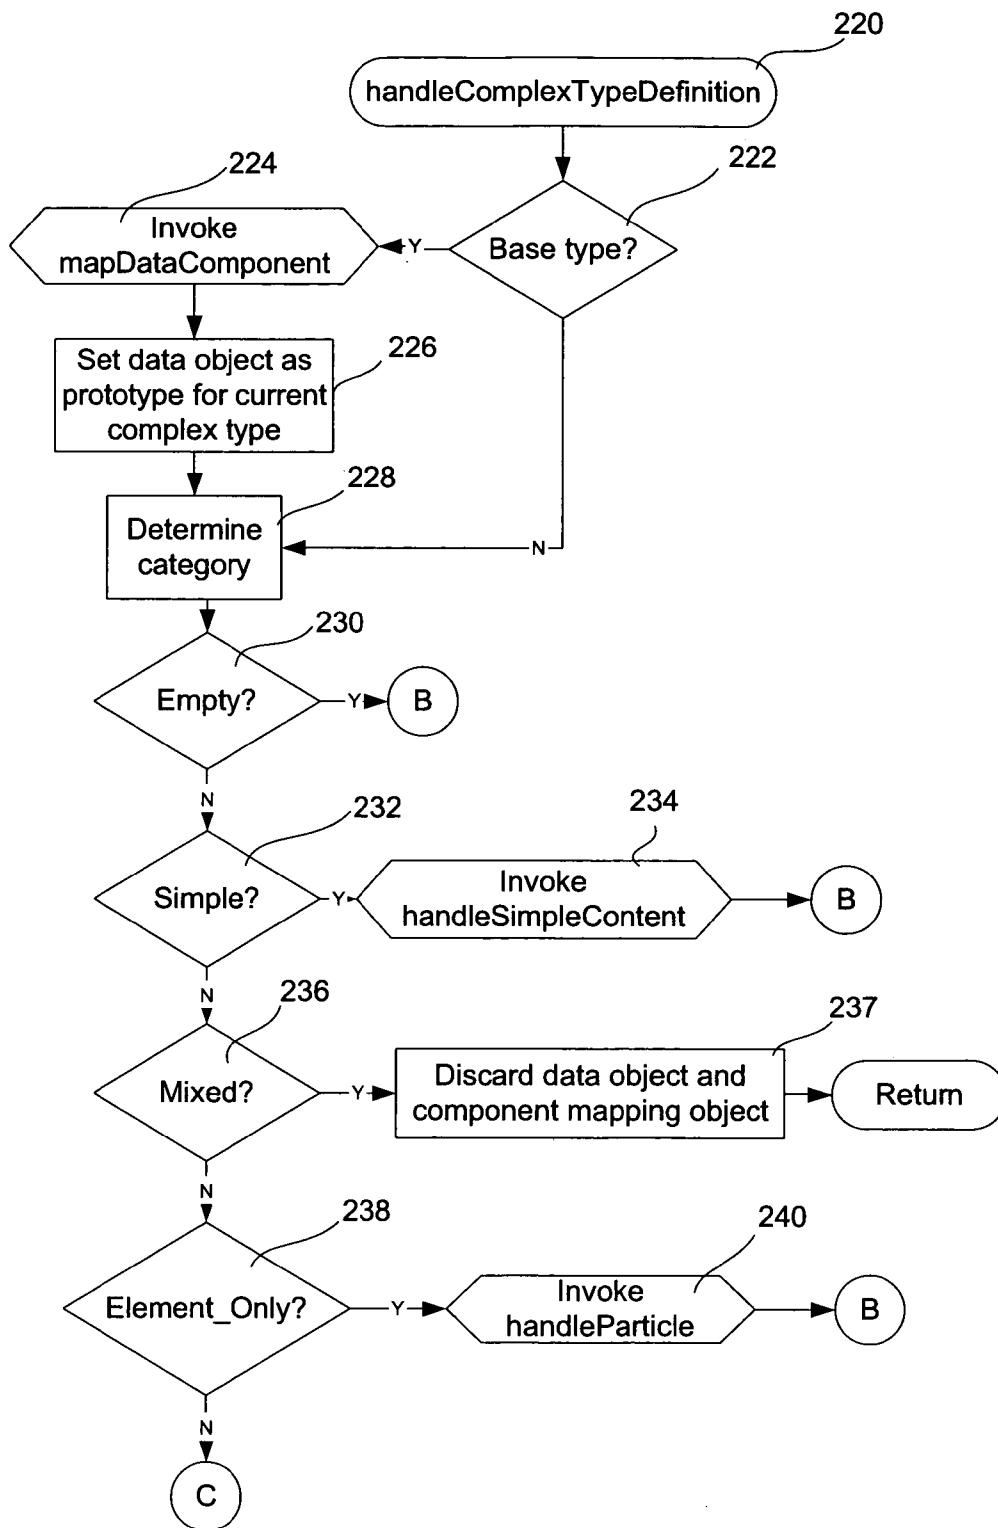 220
handleComplexTypeDefinition
222
224
Base type?
Y
Invoke
mapDataComponent
226
Set data object as
prototype for current
complex type
228
Determine
category
N
230
Empty?
Y
B
N
232
234
Simple?
Y
Invoke
handleSimpleContent
B
N
236
237
Mixed?
Y
Discard data object and
component mapping object
Return
N
238
240
Element_Only?
Y
Invoke
handleParticle
B
N
C